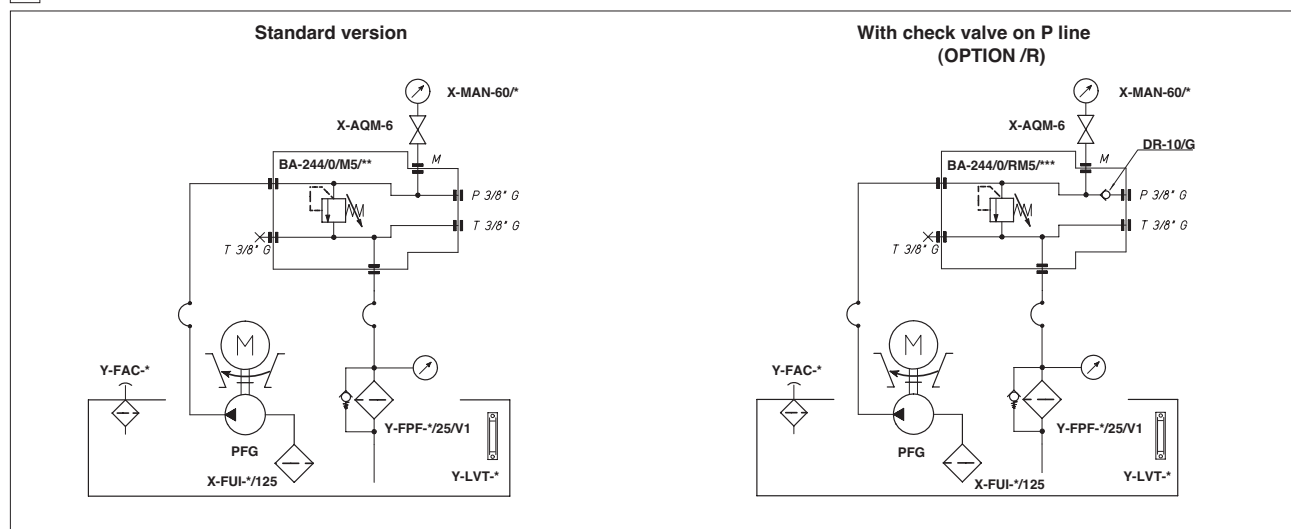 Standard version
X-MAN-60/*
X-AQM-6
BA-244/0/M5/**
M
P 3/8" G
T 3/8" G
T 3/8" G
M
Y-FAC-*
PFG
Y-FPF-*/25/V1
X-FUI-*/125
Y-LVT-*
With check valve on P line
(OPTION /R)
X-MAN-60/*
X-AQM-6
DR-10/G
BA-244/0/RM5/***
M
P 3/8" G
T 3/8" G
T 3/8" G
M
Y-FAC-*
PFG
Y-FPF-*/25/V1
X-FUI-*/125
Y-LVT-*